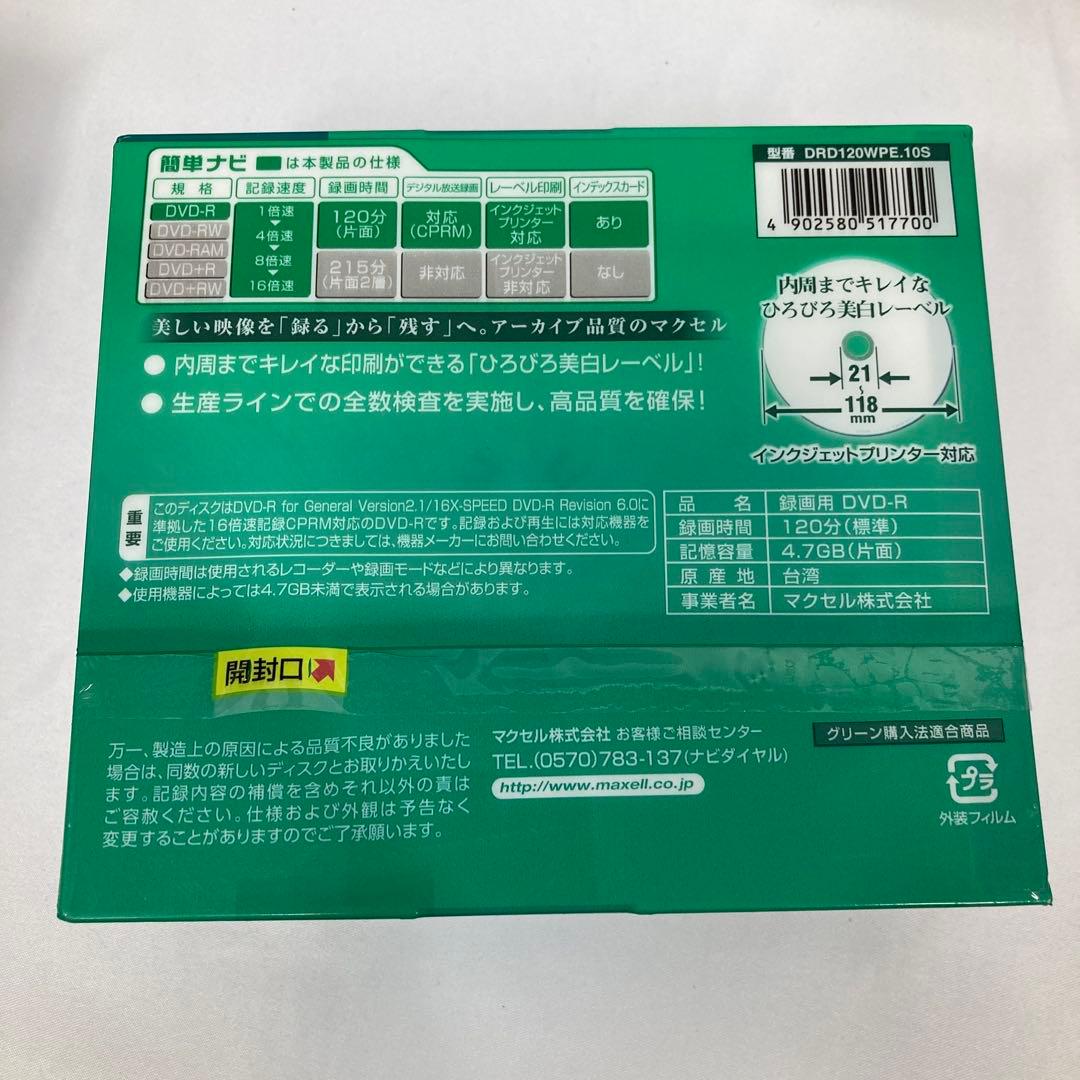 簡単ナビ は本製品の仕様
規格 記録速度 録画時間 デジタル放送録画 レーベル印刷 インデックスカード
DVD-R
DVD-RW
DVD-RAM
DVD+R
DVD+RW
1倍速
4倍速
8倍速
16倍速
120分
(片面)
215分
(片面2層)
対応
(CPRM)
非対応
インクジェット
プリンター
対応
インクジェット
プリンター
非対応
あり
なし
型番 DRD120WPE.10S
4 902580 517700
内周までキレイな
ひろびろ美白レーベル
21
~
118
mm
インクジェットプリンター対応
美しい映像を「録る」から「残す」へ。アーカイブ品質のマクセル
● 内周までキレイな印刷ができる「ひろびろ美白レーベル」!
● 生産ラインでの全数検査を実施し、高品質を確保!
重要
このディスクはDVD-R for General Version2.1/16X-SPEED DVD-R Revision 6.0に
準拠した16倍速記録CPRM対応のDVD-Rです。記録および再生には対応機器を
ご使用ください。対応状況につきましては、機器メーカーにお問い合わせください。
◆録画時間は使用されるレコーダーや録画モードなどにより異なります。
◆使用機器によっては4.7GB未満で表示される場合があります。
品名 録画用 DVD-R
録画時間 120分(標準)
記憶容量 4.7GB(片面)
原産地 台湾
事業者名 マクセル株式会社
開封口
万一、製造上の原因による品質不良がありました
場合は、同数の新しいディスクとお取りかえいたし
ます。記録内容の補償を含めそれ以外の責は
ご容赦ください。仕様および外観は予告なく
変更することがありますのでご了承願います。
マクセル株式会社 お客様ご相談センター
TEL.(0570)783-137(ナビダイヤル)
http://www.maxell.co.jp
グリーン購入法適合商品
プラ
外装フィルム